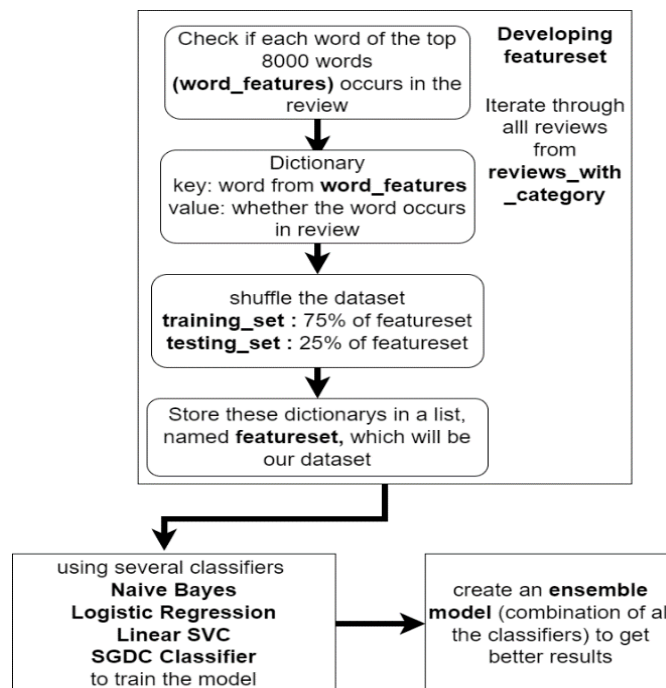 Check if each word of the top
8000 words
(word_features) occurs in the
review
Developing
featureset
Iterate through
alll reviews
from
reviews_with
_category
Dictionary
key: word from word_features
value: whether the word occurs
in review
shuffle the dataset
training_set : 75% of featureset
testing_set : 25% of featureset
Store these dictionarys in a list,
named featureset, which will be
our dataset
using several classifiers
Naive Bayes
Logistic Regression
Linear SVC
SGDC Classifier
to train the model
create an ensemble
model (combination of al
the classifiers) to get
better results